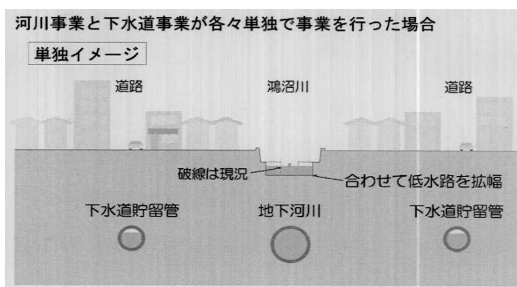 河川事業と下水道事業が各々単独で事業を行った場合
単独イメージ
道路
鴻沼川
道路
破線は現況
合わせて低水路を拡幅
下水道貯留管
地下河川
下水道貯留管